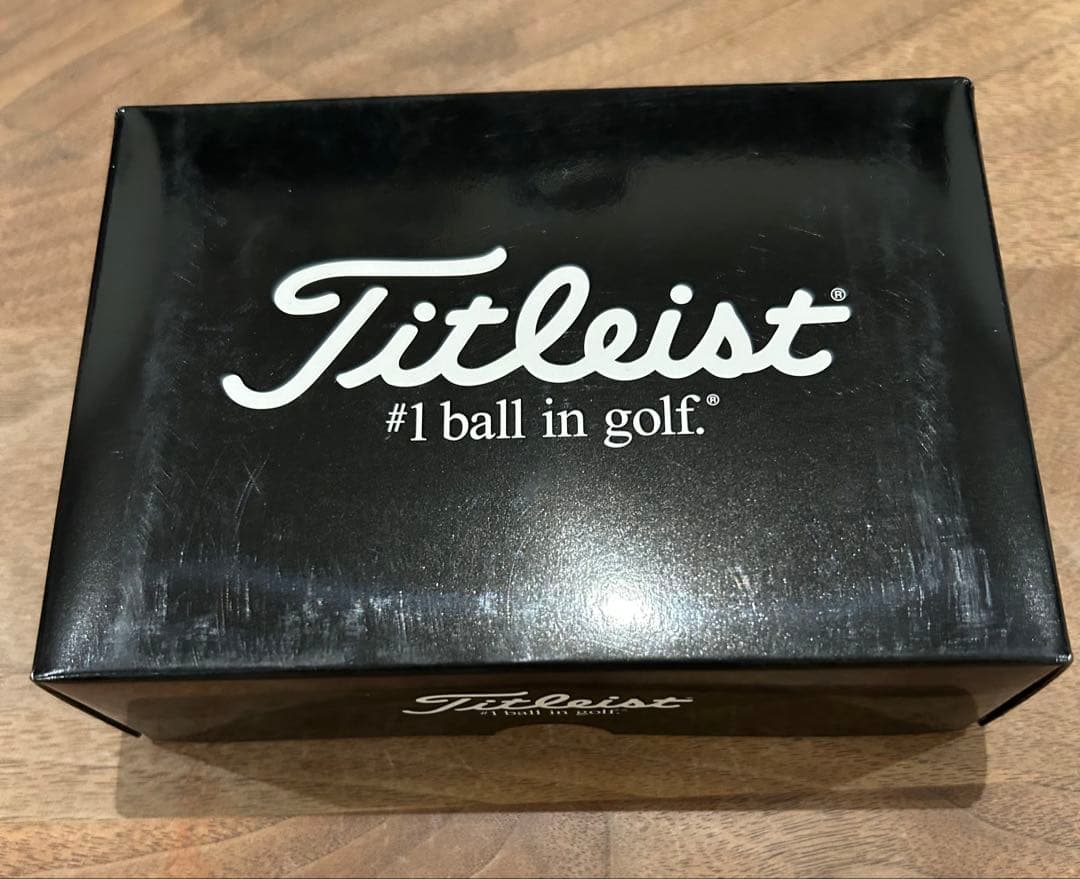 Titleist®
#1 ball in golf.®
Titleist
#1 ball in golf.